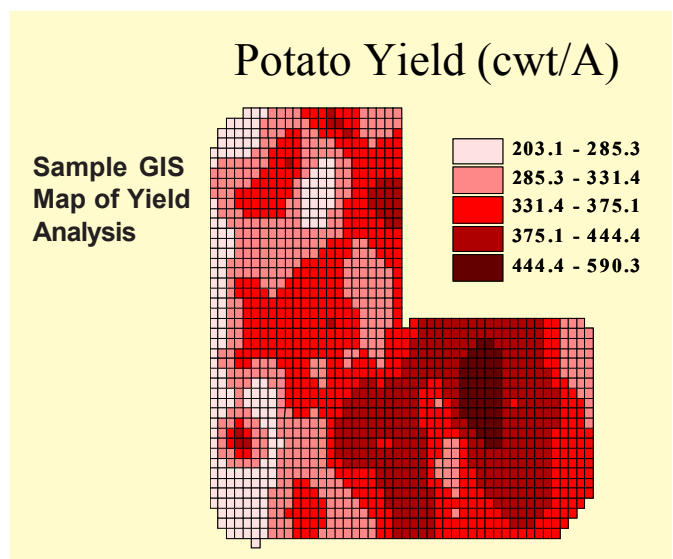 Potato Yield (cwt/A)
Sample GIS
Map of Yield
Analysis
203.1 - 285.3
285.3 - 331.4
331.4 - 375.1
375.1 - 444.4
444.4 - 590.3